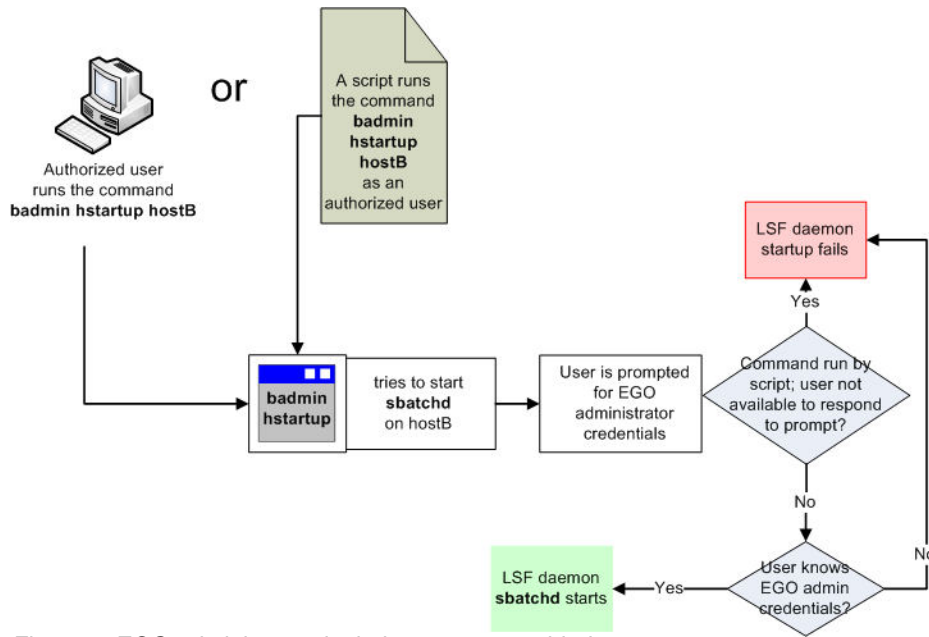 or
A script runs
the command
badmin
hstartup
hostB
as an
authorized user
Authorized user
runs the command
badmin hstartup hostB
LSF daemon
startup fails
Yes
badmin
hstartup
tries to start
sbatchd
on hostB
User is prompted
for EGO
administrator
credentials
Command run by
script; user not
available to respond
to prompt?
No
No
LSF daemon
sbatchd starts
Yes
User knows
EGO admin
credentials?